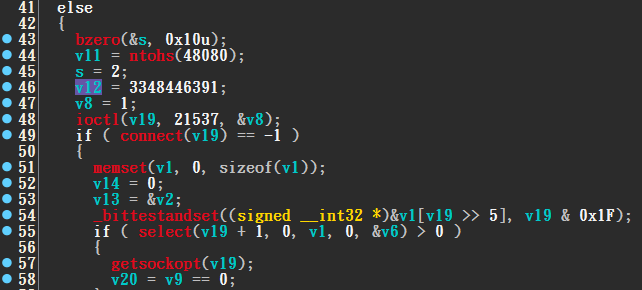 41 else
42 {
43 bzero(&s, 0x10u);
44 v11 = ntohs(48080);
45 s = 2;
46 v12 = 3348446391;
47 v8 = 1;
48 ioctl(v19, 21537, &v8);
49 if ( connect(v19) == -1 )
50 {
51 memset(v1, 0, sizeof(v1));
52 v14 = 0;
53 v13 = &v2;
54 _bittestandset((signed __int32 *)&v1[v19 >> 5], v19 & 0x1F);
55 if ( select(v19 + 1, 0, v1, 0, &v6) > 0 )
56 {
57 getsockopt(v19);
58 v20 = v9 == 0;